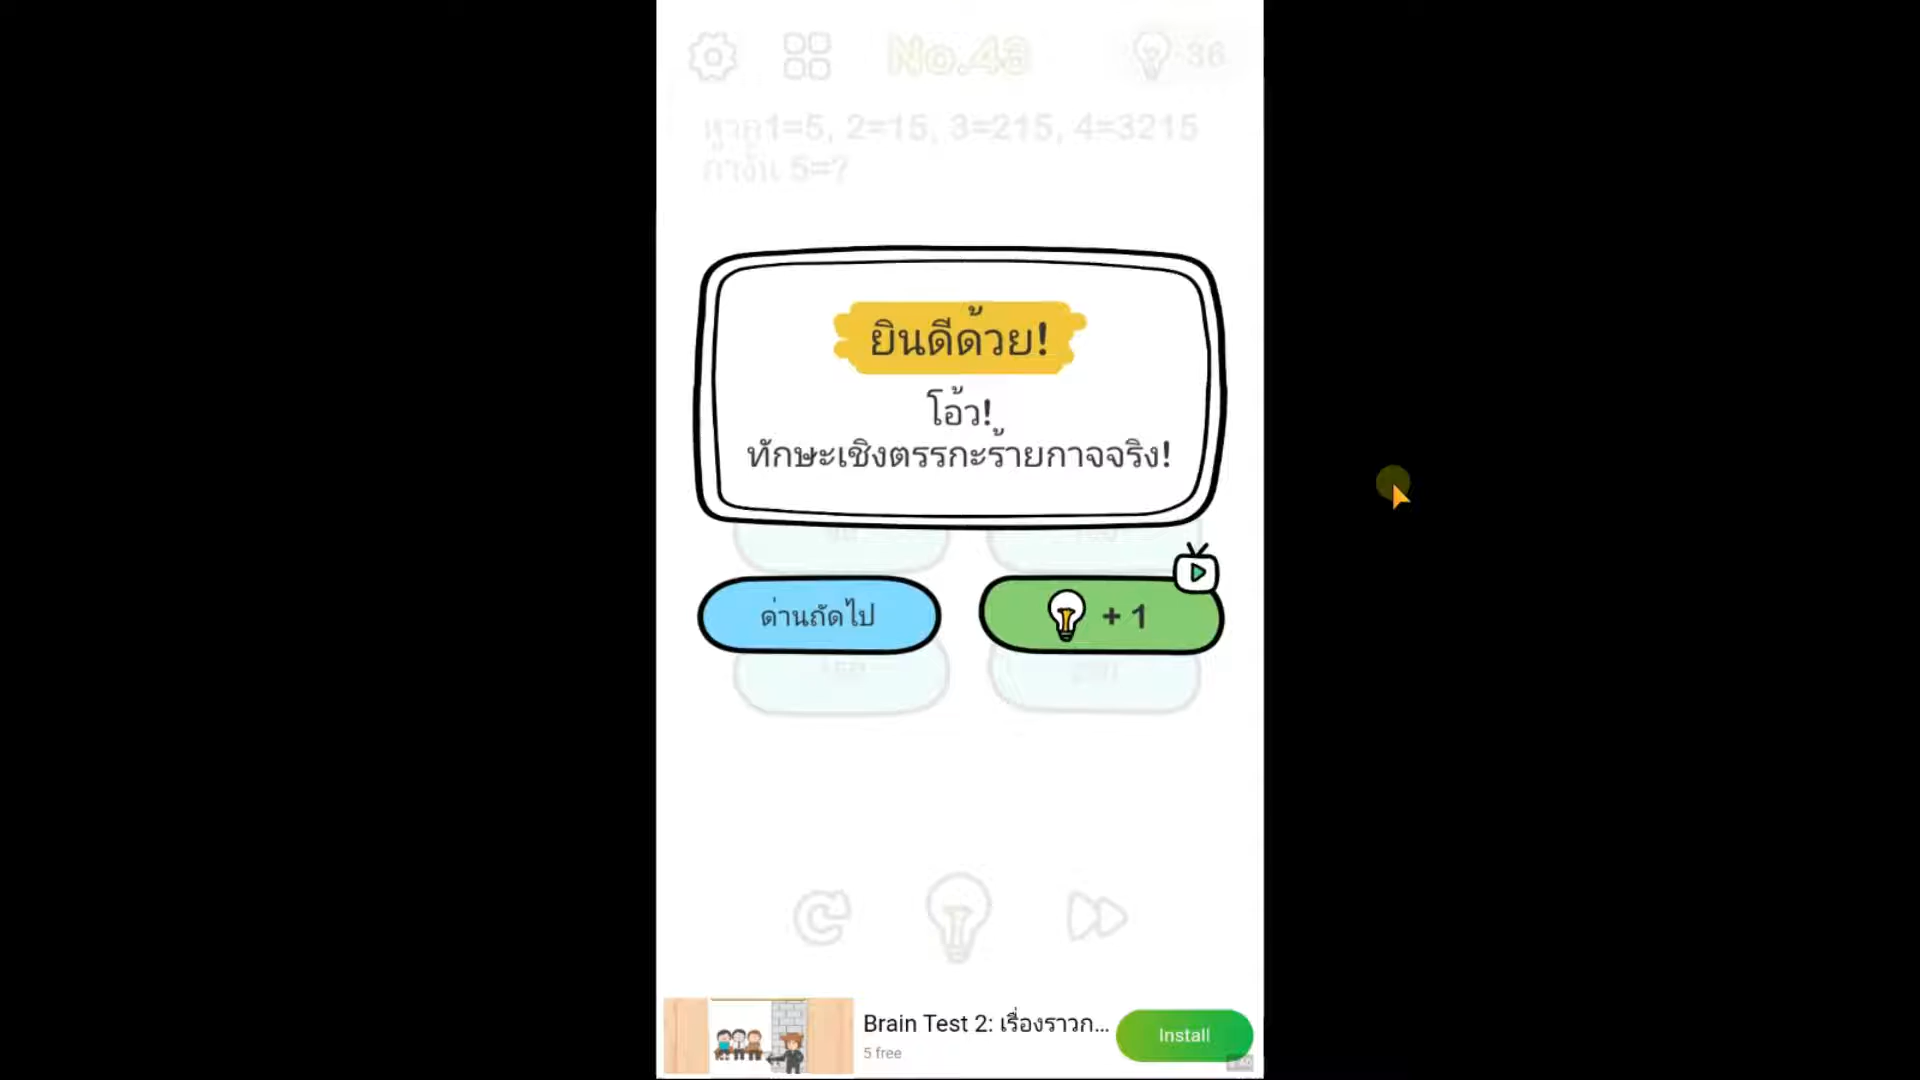 No.43
36
1=5, 2=15, 3=215, 4=3215
5=?
ยินดีด้วย!
โอ้ว!
ทักษะเชิงตรรกะร้ายกาจจริง!
ด่านถัดไป
+ 1
Brain Test 2: เรื่องราวก...
5 free
Install